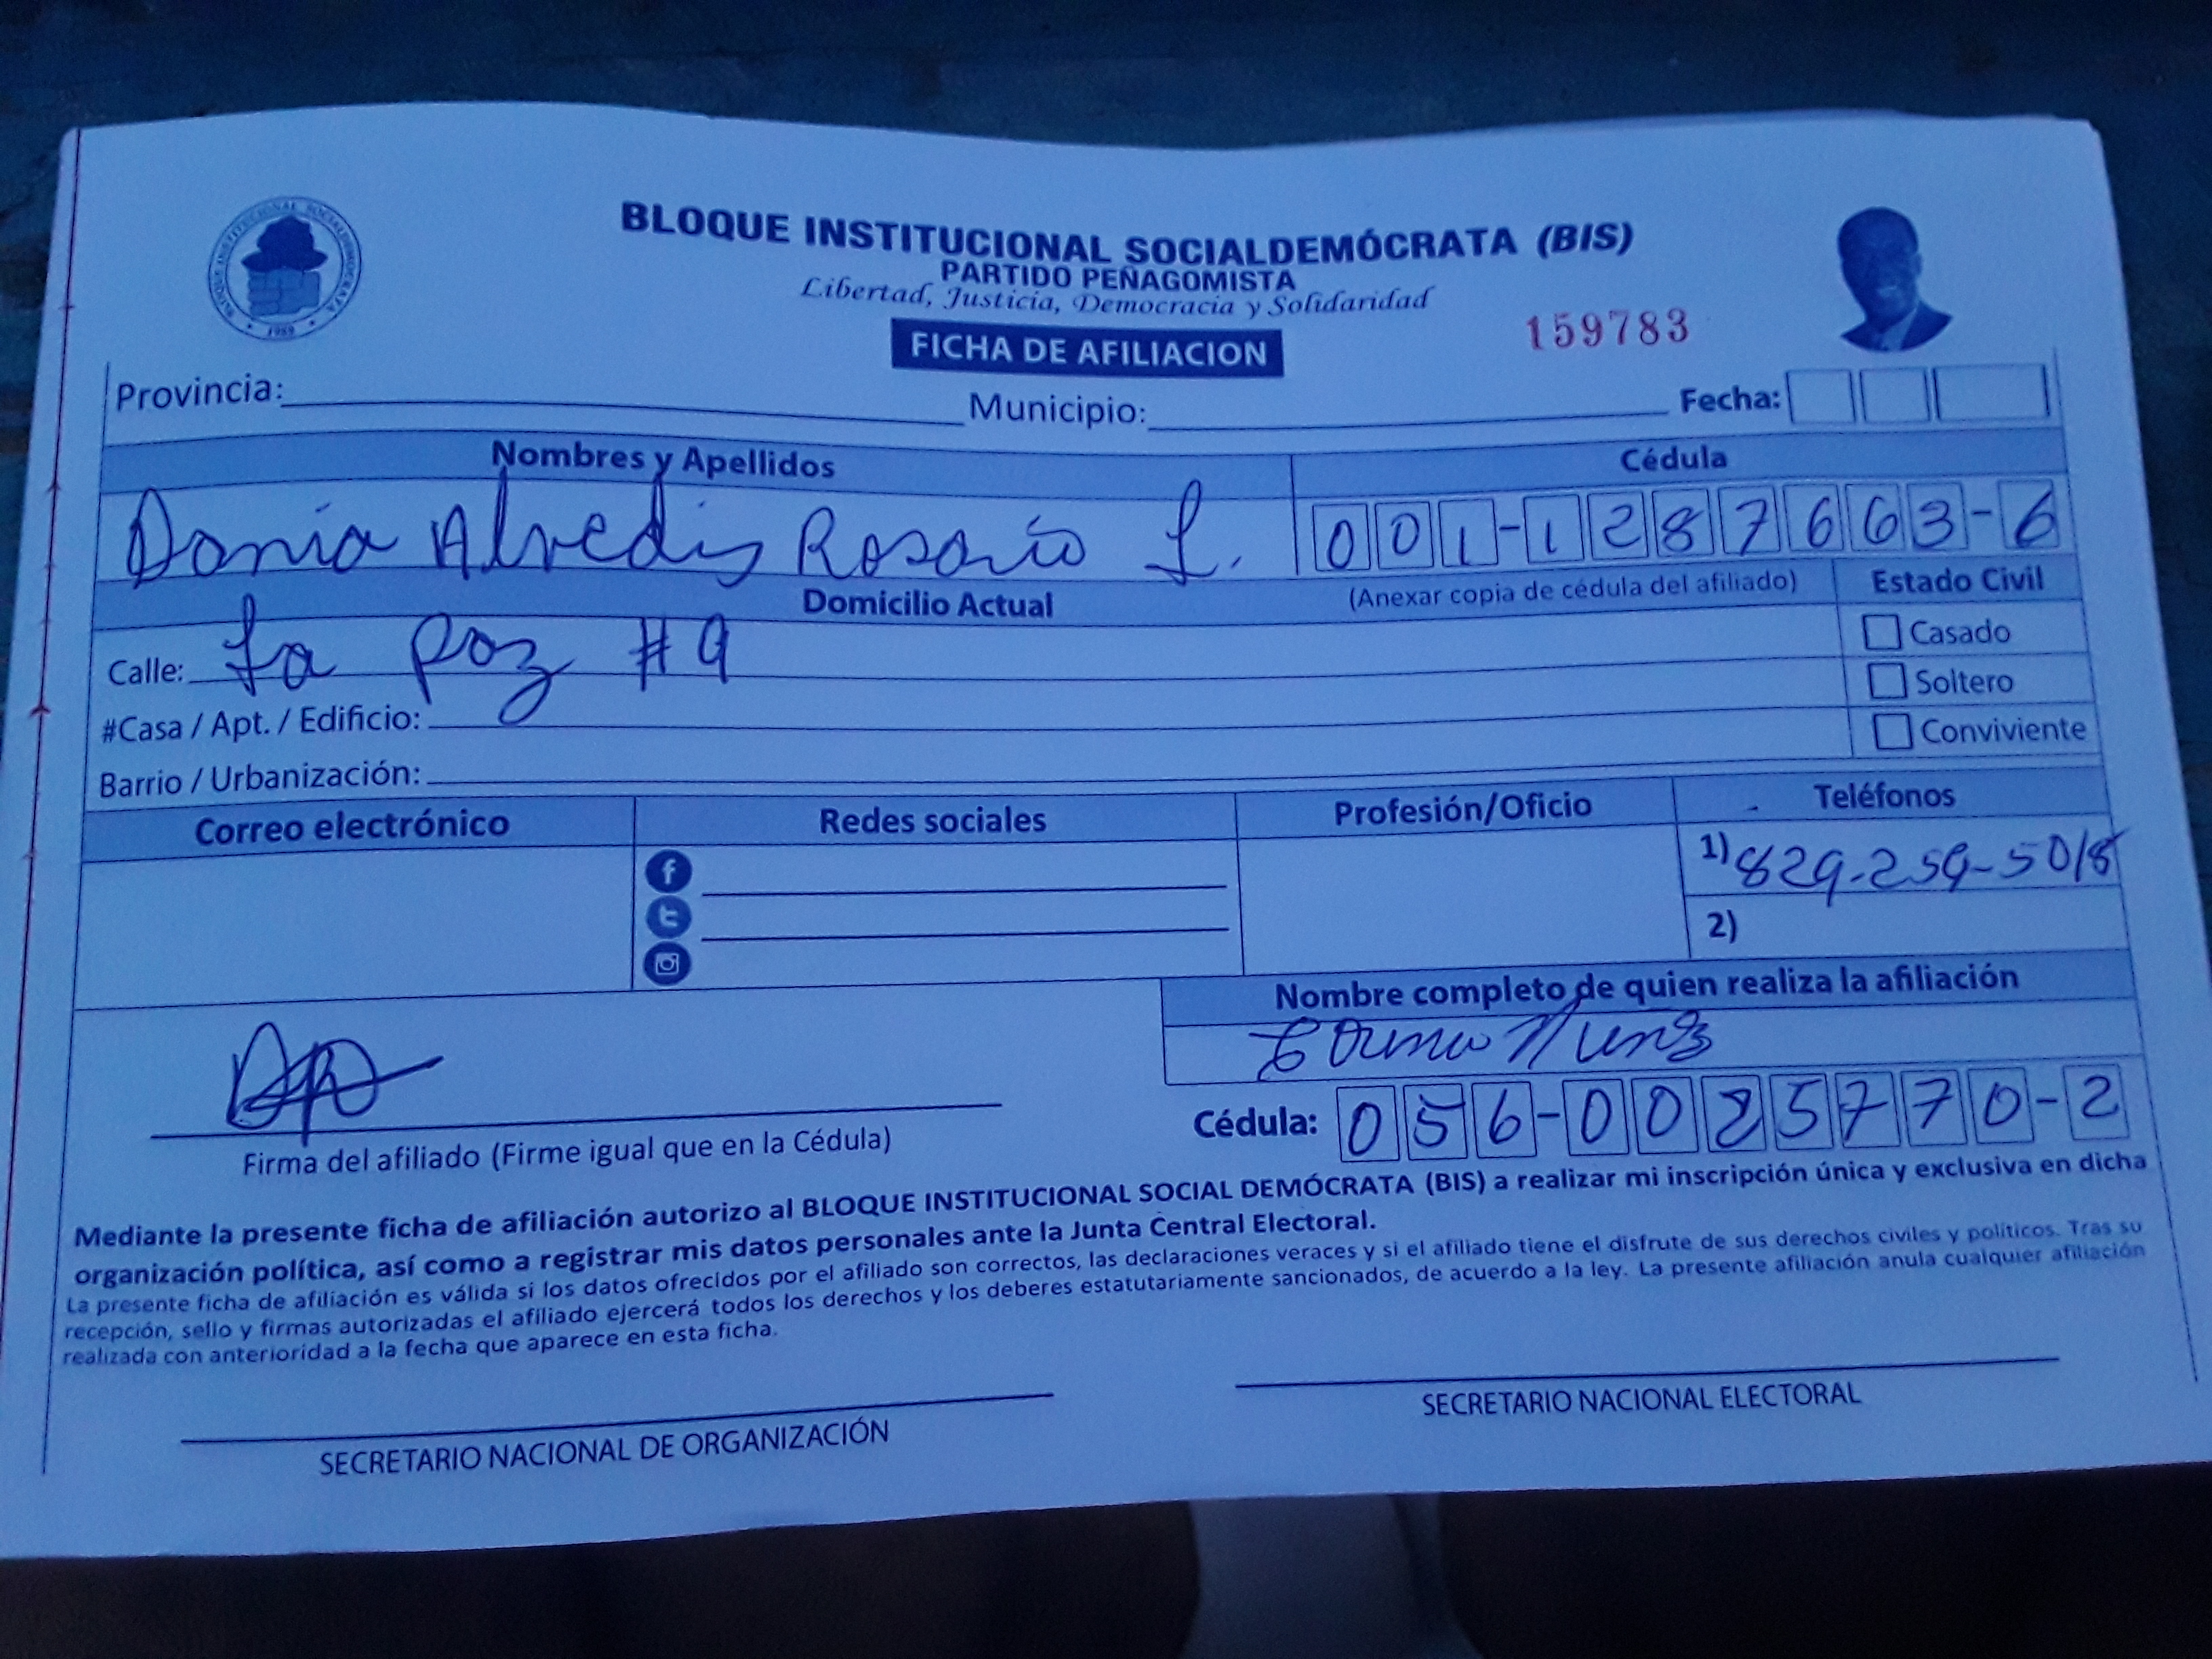 BLOQUE INSTITUCIONAL SOCIALDEMÓCRATA (BIS)
PARTIDO PEÑAGOMISTA
Libertad, Justicia, Democracia y Solidaridad
FICHA DE AFILIACION
159783
BLOQUE INSTITUCIONAL SOCIALDEMOCRATA
1989
Provincia: Municipio: Fecha:
Nombres y Apellidos Cédula
Dania Alvedis Rosario L. 001-1287663-6
Domicilio Actual (Anexar copia de cédula del afiliado) Estado Civil
Calle: La Paz #9 Casado
Soltero
#Casa / Apt. / Edificio: Conviviente
Barrio / Urbanización:
Correo electrónico Redes sociales Profesión/Oficio Teléfonos
1) 829-259-5018
2)
Nombre completo de quien realiza la afiliación
Cédula: 056-0025770-2
Firma del afiliado (Firme igual que en la Cédula)
Mediante la presente ficha de afiliación autorizo al BLOQUE INSTITUCIONAL SOCIAL DEMÓCRATA (BIS) a realizar mi inscripción única y exclusiva en dicha
organización política, así como a registrar mis datos personales ante la Junta Central Electoral.
La presente ficha de afiliación es válida si los datos ofrecidos por el afiliado son correctos, las declaraciones veraces y si el afiliado tiene el disfrute de sus derechos civiles y políticos. Tras su
recepción, sello y firmas autorizadas el afiliado ejercerá todos los derechos y los deberes estatutariamente sancionados, de acuerdo a la ley. La presente afiliación anula cualquier afiliación
realizada con anterioridad a la fecha que aparece en esta ficha.
SECRETARIO NACIONAL DE ORGANIZACIÓN
SECRETARIO NACIONAL ELECTORAL